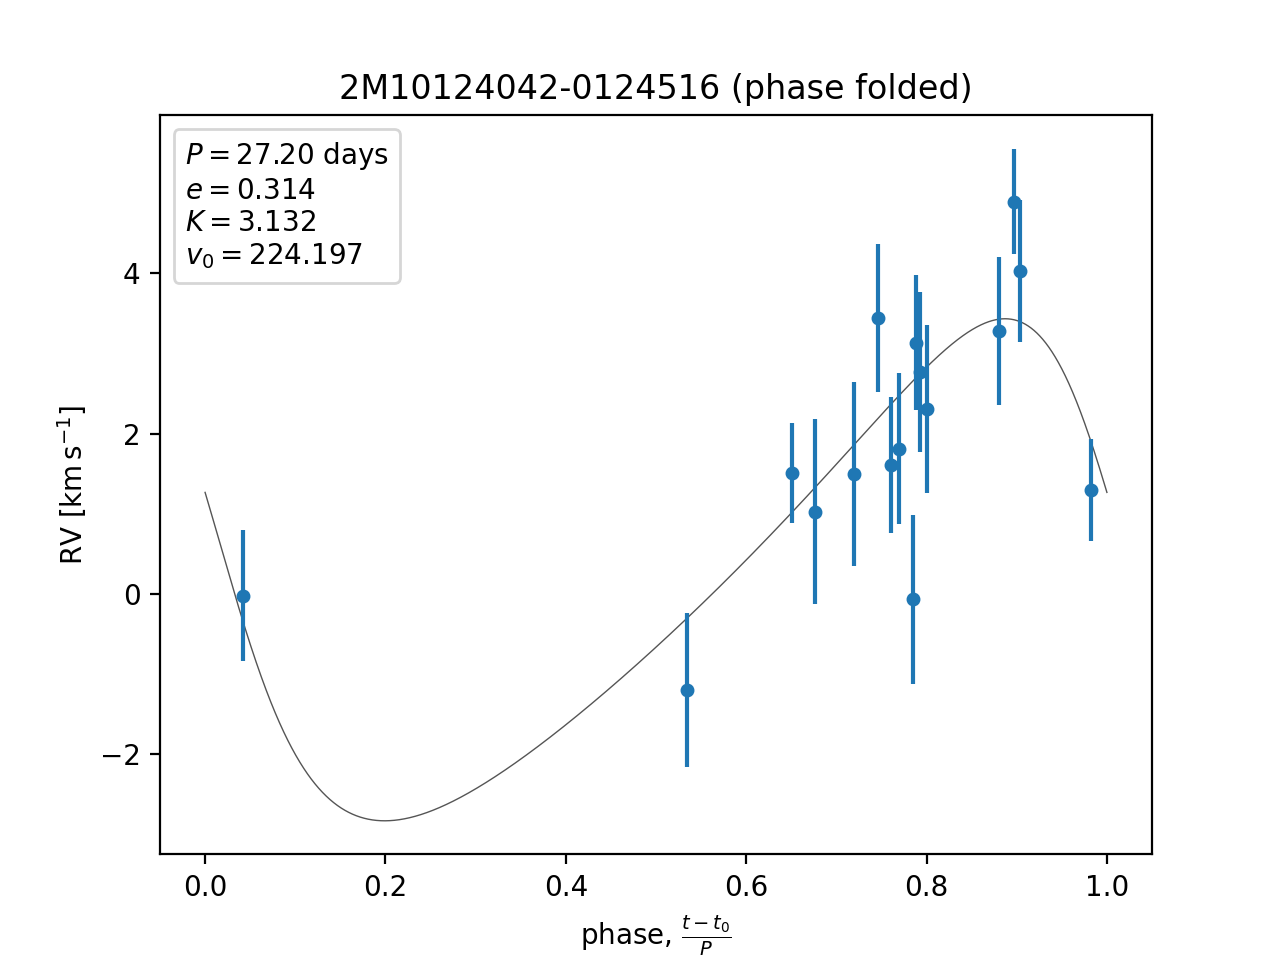 2M10124042-0124516 (phase folded)
P = 27.20 days
e = 0.314
K = 3.132
v₀ = 224.197
RV [km s⁻¹]
4
2
0
−2
0.0 0.2 0.4 0.6 0.8 1.0
phase, (t − t₀)/P